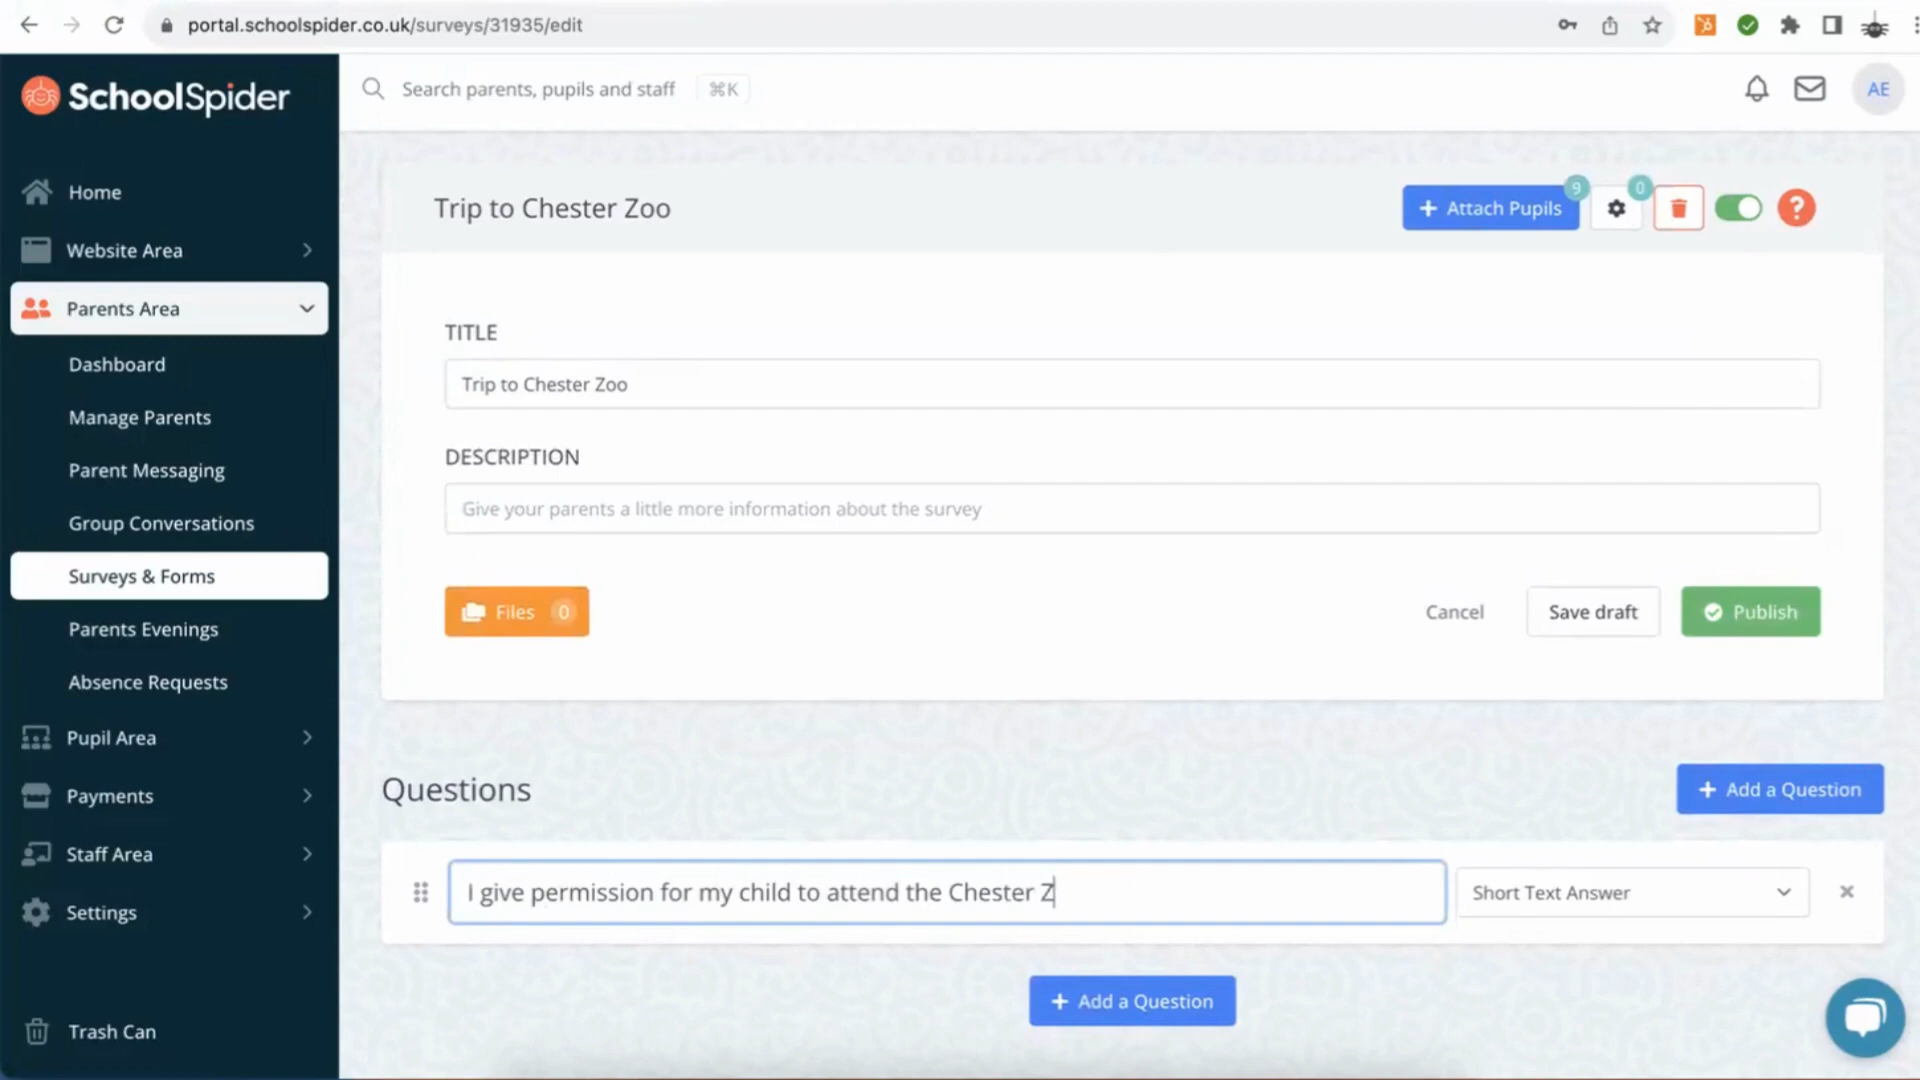 portal.schoolspider.co.uk/surveys/31935/edit
SchoolSpider
Search parents, pupils and staff ⌘K
AE
Home
Website Area
Parents Area
Dashboard
Manage Parents
Parent Messaging
Group Conversations
Surveys & Forms
Parents Evenings
Absence Requests
Pupil Area
Payments
Staff Area
Settings
Trash Can
Trip to Chester Zoo
+ Attach Pupils 9
0
?
TITLE
Trip to Chester Zoo
DESCRIPTION
Give your parents a little more information about the survey
Files 0
Cancel
Save draft
Publish
Questions
+ Add a Question
I give permission for my child to attend the Chester Z
Short Text Answer
+ Add a Question